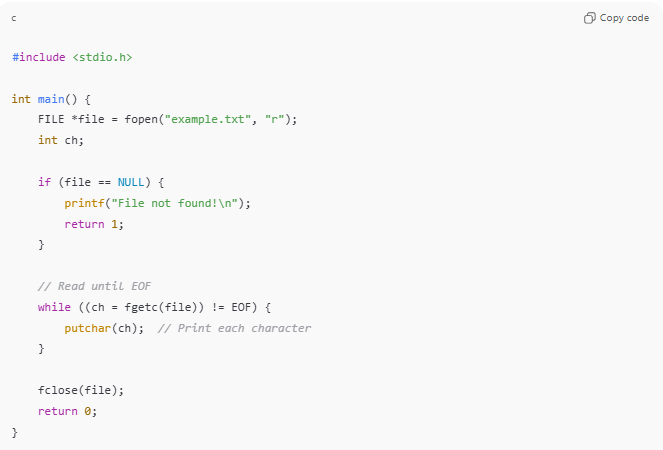 c
Copy code
#include <stdio.h>
int main() {
    FILE *file = fopen("example.txt", "r");
    int ch;
    if (file == NULL) {
        printf("File not found!\n");
        return 1;
    }
    // Read until EOF
    while ((ch = fgetc(file)) != EOF) {
        putchar(ch);  // Print each character
    }
    fclose(file);
    return 0;
}